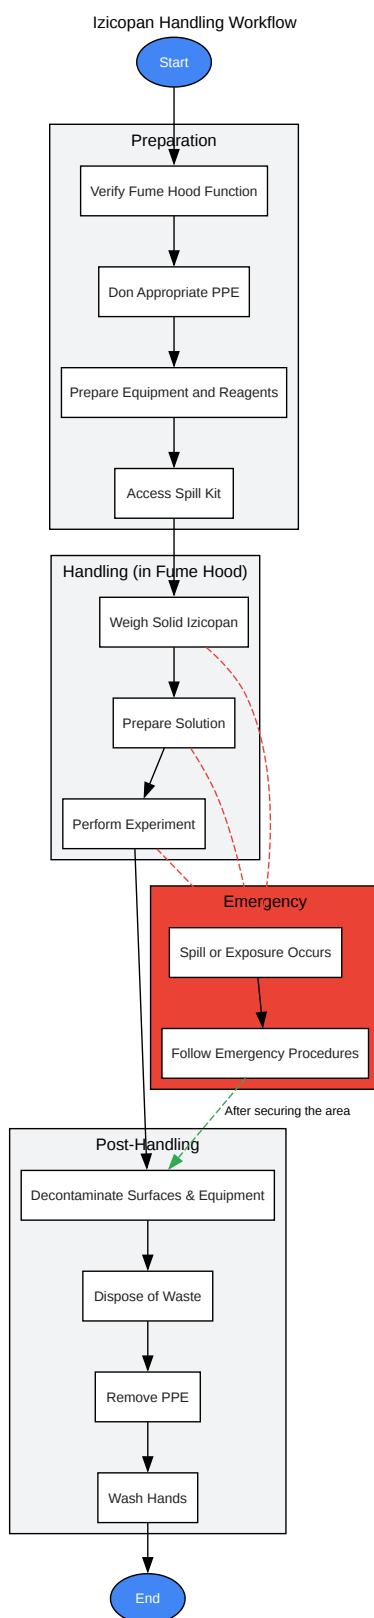 Izicopan Handling Workflow
Start
Preparation
Verify Fume Hood Function
Don Appropriate PPE
Prepare Equipment and Reagents
Access Spill Kit
Handling (in Fume Hood)
Weigh Solid Izicopan
Prepare Solution
Perform Experiment
Emergency
Spill or Exposure Occurs
Follow Emergency Procedures
After securing the area
Post-Handling
Decontaminate Surfaces & Equipment
Dispose of Waste
Remove PPE
Wash Hands
End